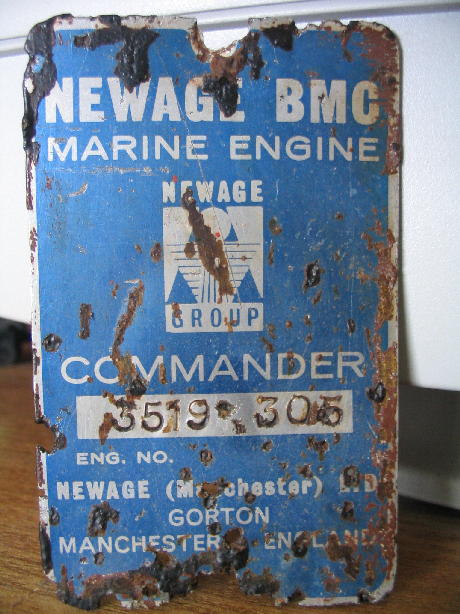 NEWAGE BMC
MARINE ENGINE
NEWAGE
GROUP
COMMANDER
3519 305
ENG. NO.
NEWAGE (Manchester) LTD
GORTON
MANCHESTER ENGLAND